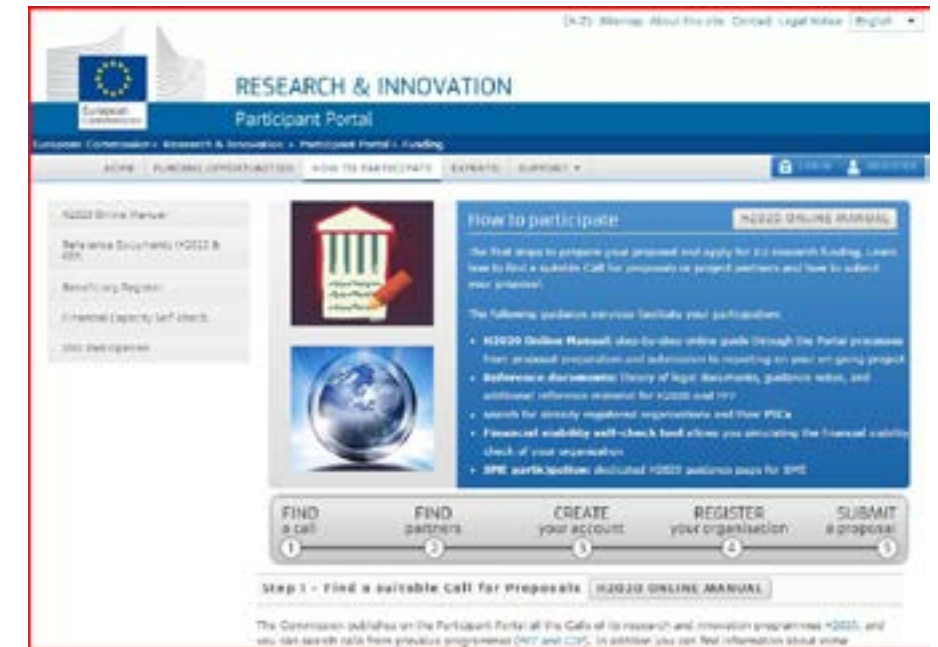 (A-Z) Sitemap About this site Contact Legal Notice English
RESEARCH & INNOVATION
European
Commission
Participant Portal
European Commission > Research & Innovation > Participant Portal > Funding
HOME FUNDING OPPORTUNITIES HOW TO PARTICIPATE EXPERTS SUPPORT
LOGIN REGISTER
H2020 Online Manual
Reference Documents (H2020 &
Beneficiary Register
Financial Capacity Self-check
SME Participation
How to participate H2020 ONLINE MANUAL
The first steps to prepare your proposal and apply for EU research funding. Learn
how to find a suitable Call for proposals or project partners and how to submit
your proposal.
The following guidance services facilitate your participation:
H2020 Online Manual: step-by-step online guide through the Portal processes
from proposal preparation and submission to reporting on your on-going project
Reference documents: library of legal documents, guidance notes, and
additional reference material for H2020 and FP7
search for already registered organisations and their PICs
Financial viability self-check tool allows you simulating the financial viability
check of your organisation
SME participation: dedicated H2020 guidance page for SME
FIND
a call
FIND
partners
CREATE
your account
REGISTER
your organisation
SUBMIT
a proposal
1 2 3 4 5
Step 1 - Find a suitable Call for Proposals H2020 ONLINE MANUAL
The Commission publishes on the Participant Portal all the Calls of its research and innovation programmes H2020, and
you can search calls from previous programmes (FP7 and CIP). In addition you can find information about some